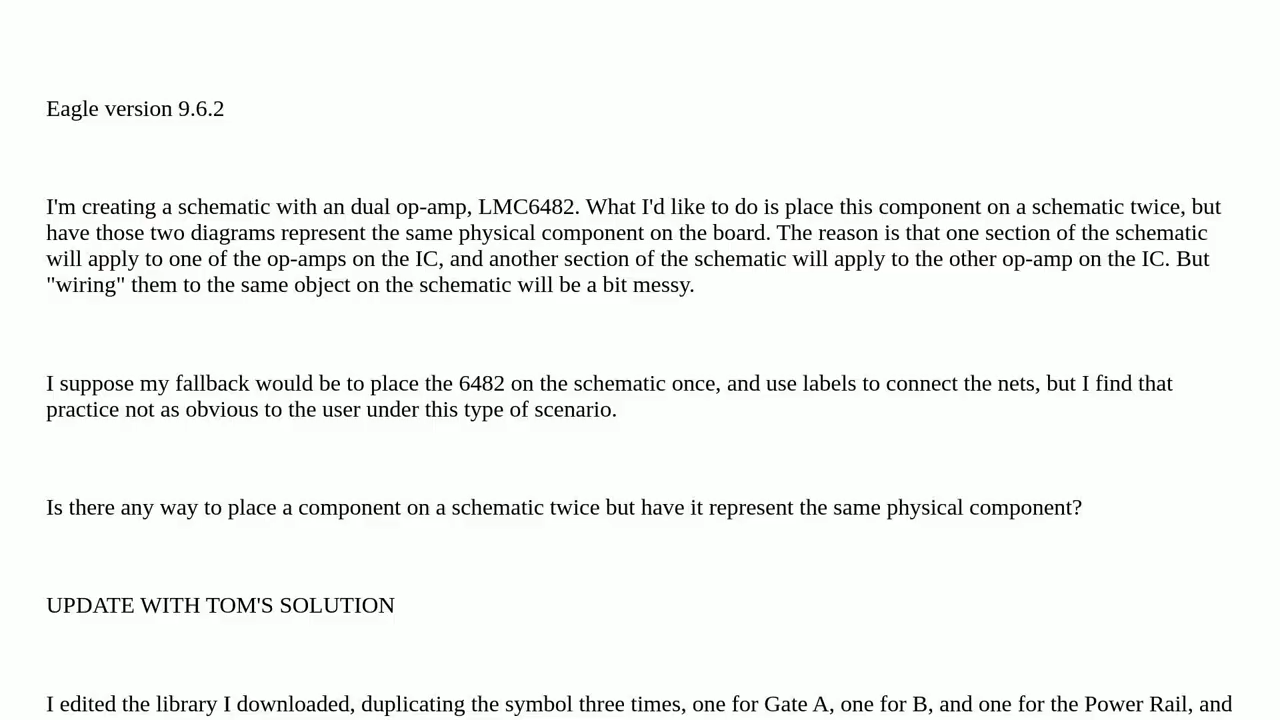 Eagle version 9.6.2
I'm creating a schematic with an dual op-amp, LMC6482. What I'd like to do is place this component on a schematic twice, but
have those two diagrams represent the same physical component on the board. The reason is that one section of the schematic
will apply to one of the op-amps on the IC, and another section of the schematic will apply to the other op-amp on the IC. But
"wiring" them to the same object on the schematic will be a bit messy.
I suppose my fallback would be to place the 6482 on the schematic once, and use labels to connect the nets, but I find that
practice not as obvious to the user under this type of scenario.
Is there any way to place a component on a schematic twice but have it represent the same physical component?
UPDATE WITH TOM'S SOLUTION
I edited the library I downloaded, duplicating the symbol three times, one for Gate A, one for B, and one for the Power Rail, and